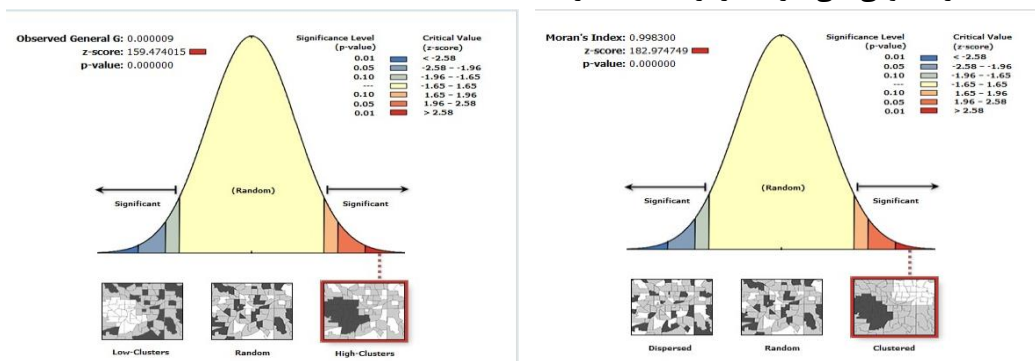 Observed General G: 0.000009
z-score: 159.474015
p-value: 0.000000
Significance Level
(p-value)
Critical Value
(z-score)
0.01 < -2.58
0.05 -2.58 – -1.96
0.10 -1.96 – -1.65
--- -1.65 – 1.65
0.10 1.65 – 1.96
0.05 1.96 – 2.58
0.01 > 2.58
(Random)
Significant
Significant
Low-Clusters
Random
High-Clusters
Moran's Index: 0.998300
z-score: 182.974749
p-value: 0.000000
Significance Level
(p-value)
Critical Value
(z-score)
0.01 < -2.58
0.05 -2.58 – -1.96
0.10 -1.96 – -1.65
--- -1.65 – 1.65
0.10 1.65 – 1.96
0.05 1.96 – 2.58
0.01 > 2.58
(Random)
Significant
Significant
Dispersed
Random
Clustered